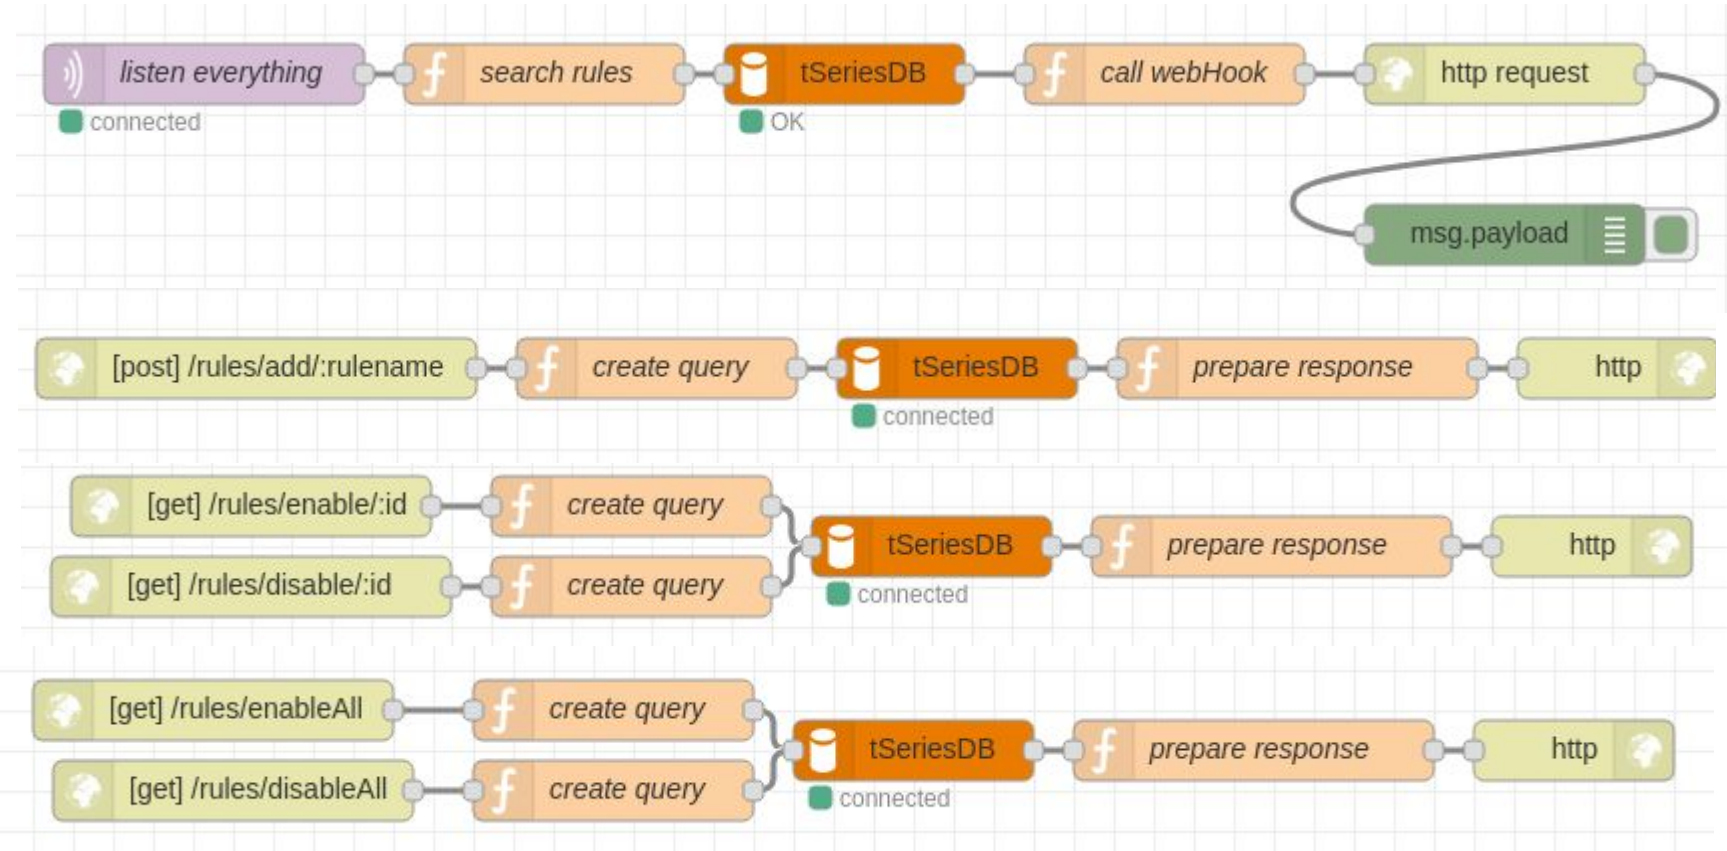 listen everything
search rules
tSeriesDB
call webHook
http request
connected
OK
msg.payload
[post] /rules/add/:rulename
create query
tSeriesDB
prepare response
http
connected
[get] /rules/enable/:id
create query
[get] /rules/disable/:id
create query
tSeriesDB
prepare response
http
connected
[get] /rules/enableAll
create query
[get] /rules/disableAll
create query
tSeriesDB
prepare response
http
connected